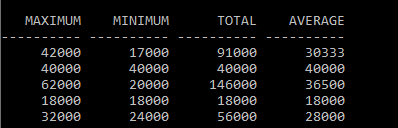 MAXIMUM MINIMUM TOTAL AVERAGE
---------- ---------- ---------- ----------
42000 17000 91000 30333
40000 40000 40000 40000
62000 20000 146000 36500
18000 18000 18000 18000
32000 24000 56000 28000